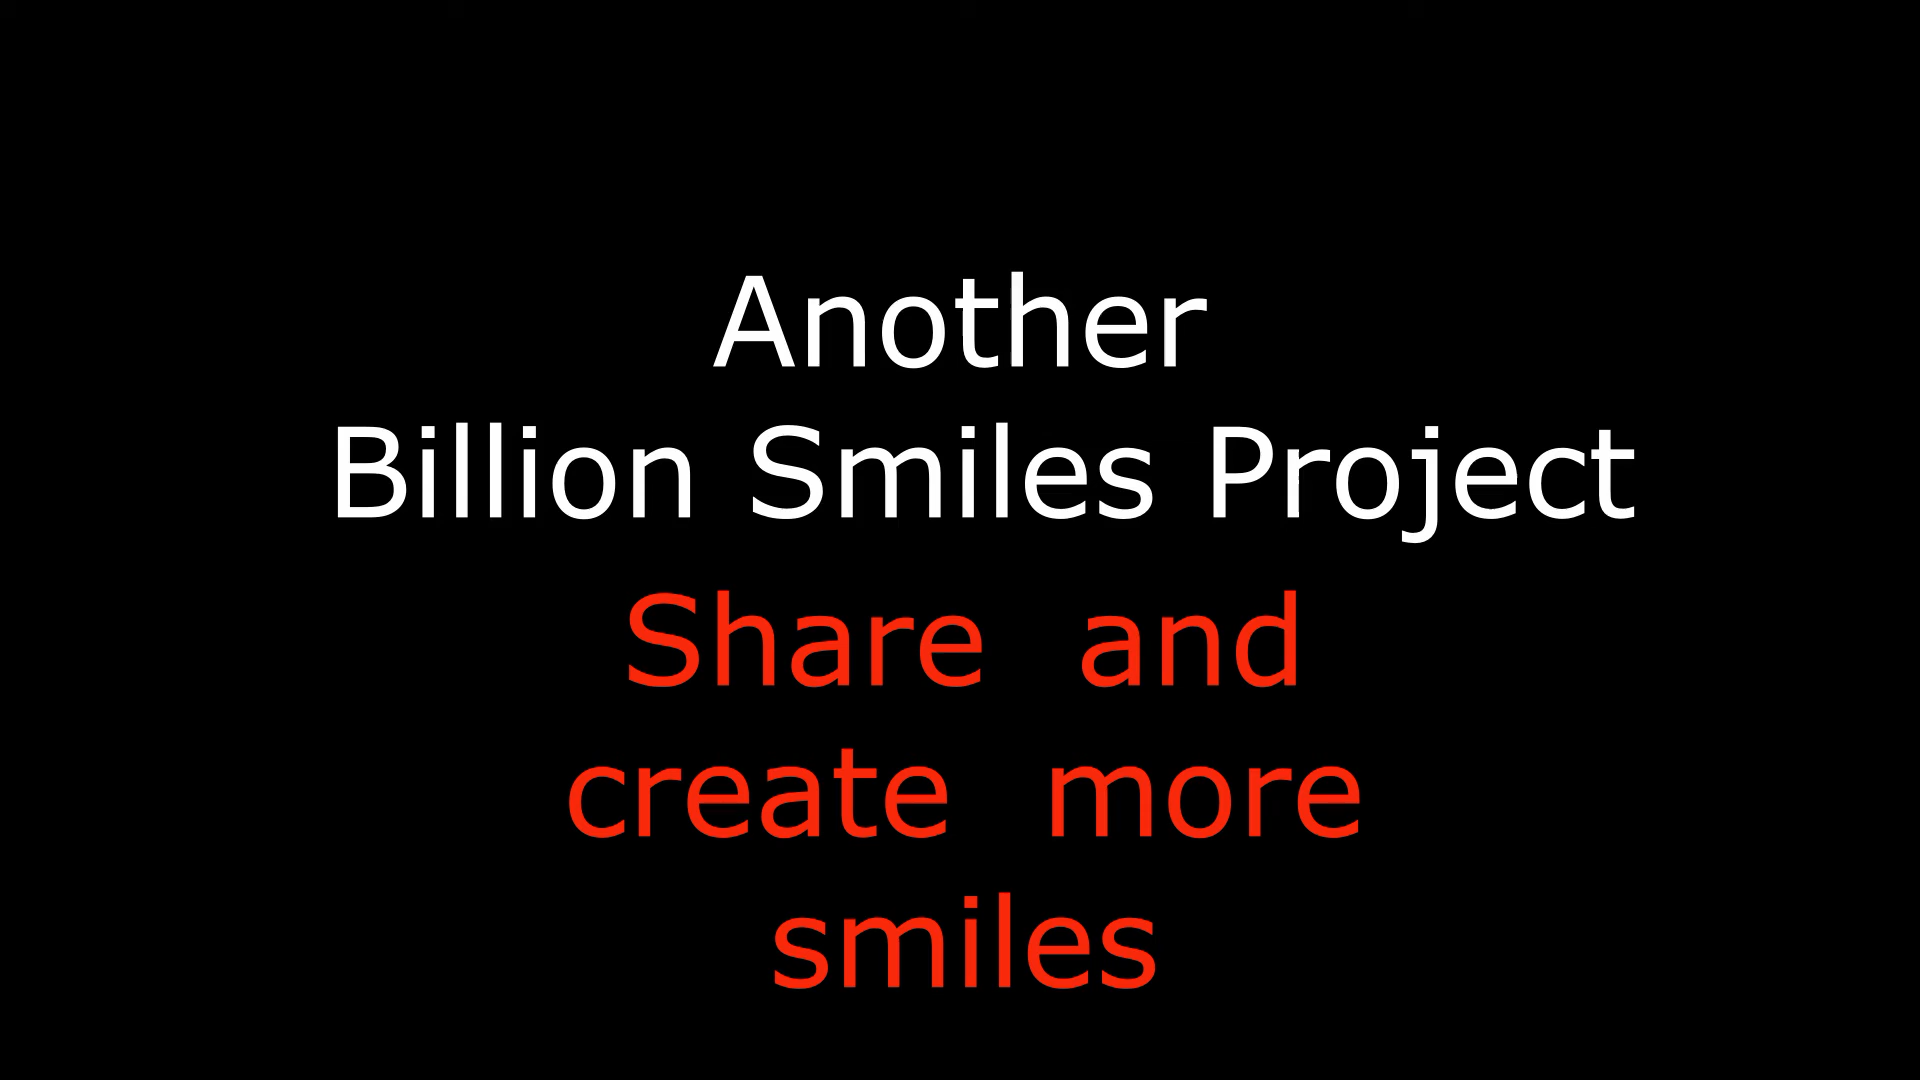 Another
Billion Smiles Project
Share and
create more
smiles